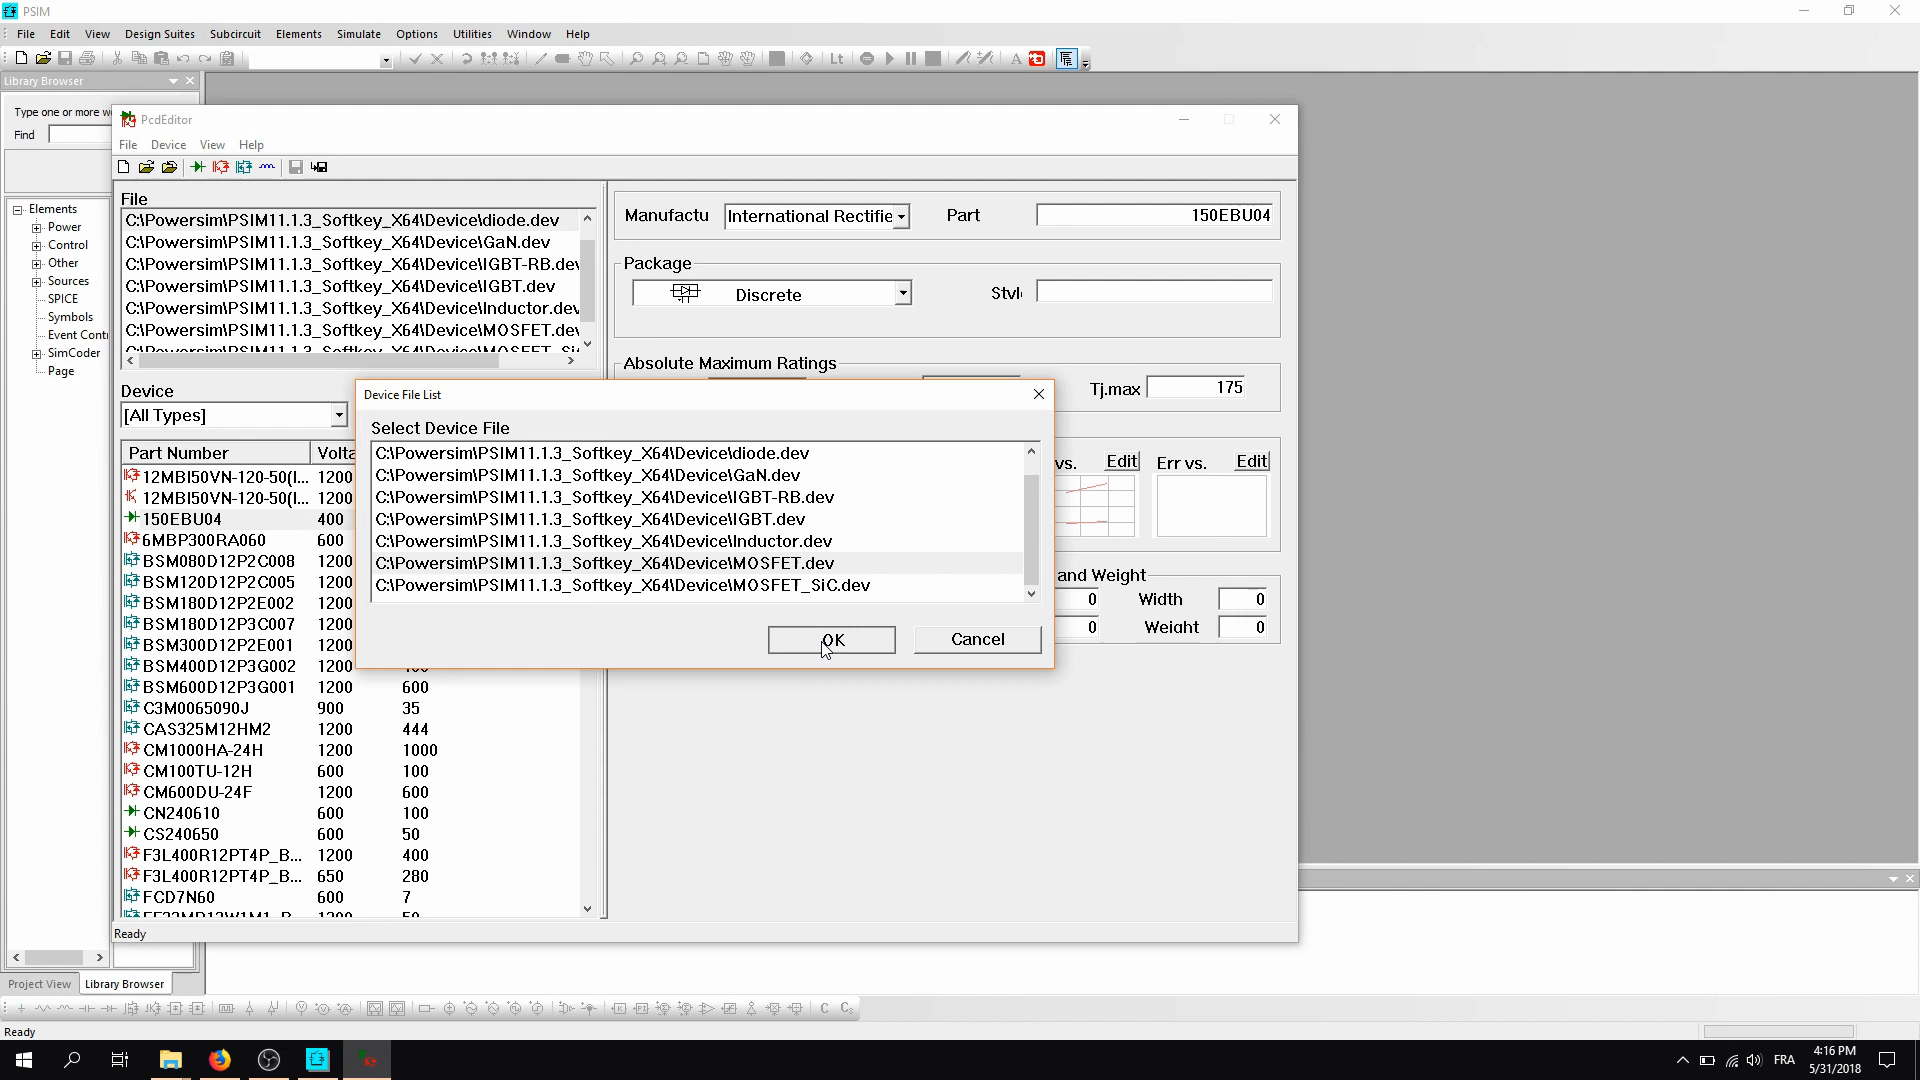 PSIM
File Edit View Design Suites Subcircuit Elements Simulate Options Utilities Window Help
Lt A
Library Browser
Type one or more w
Find
Elements
Power
Control
Other
Sources
SPICE
Symbols
Event Cont
SimCoder
Page
Project View Library Browser
PcdEditor
File Device View Help
File
C:\Powersim\PSIM11.1.3_Softkey_X64\Device\diode.dev
C:\Powersim\PSIM11.1.3_Softkey_X64\Device\GaN.dev
C:\Powersim\PSIM11.1.3_Softkey_X64\Device\IGBT-RB.dev
C:\Powersim\PSIM11.1.3_Softkey_X64\Device\IGBT.dev
C:\Powersim\PSIM11.1.3_Softkey_X64\Device\Inductor.dev
C:\Powersim\PSIM11.1.3_Softkey_X64\Device\MOSFET.dev
C:\Powersim\PSIM11.1.3_Softkey_X64\Device\MOSFET_Si
Device
[All Types]
Part Number Volta
12MBI50VN-120-50(I... 1200
12MBI50VN-120-50(I... 1200
150EBU04 400
6MBP300RA060 600
BSM080D12P2C008 1200
BSM120D12P2C005 1200
BSM180D12P2E002 1200
BSM180D12P3C007 1200
BSM300D12P2E001 1200
BSM400D12P3G002 1200 400
BSM600D12P3G001 1200 600
C3M0065090J 900 35
CAS325M12HM2 1200 444
CM1000HA-24H 1200 1000
CM100TU-12H 600 100
CM600DU-24F 1200 600
CN240610 600 100
CS240650 600 50
F3L400R12PT4P_B... 1200 400
F3L400R12PT4P_B... 650 280
FCD7N60 600 7
Ready
Manufactu International Rectifie Part 150EBU04
Package
Discrete Style
Absolute Maximum Ratings
Tj.max 175
vs. Edit Err vs. Edit
and Weight
0 Width 0
0 Weight 0
Device File List
Select Device File
C:\Powersim\PSIM11.1.3_Softkey_X64\Device\diode.dev
C:\Powersim\PSIM11.1.3_Softkey_X64\Device\GaN.dev
C:\Powersim\PSIM11.1.3_Softkey_X64\Device\IGBT-RB.dev
C:\Powersim\PSIM11.1.3_Softkey_X64\Device\IGBT.dev
C:\Powersim\PSIM11.1.3_Softkey_X64\Device\Inductor.dev
C:\Powersim\PSIM11.1.3_Softkey_X64\Device\MOSFET.dev
C:\Powersim\PSIM11.1.3_Softkey_X64\Device\MOSFET_SiC.dev
OK Cancel
C C
Ready
FRA
4:16 PM
5/31/2018